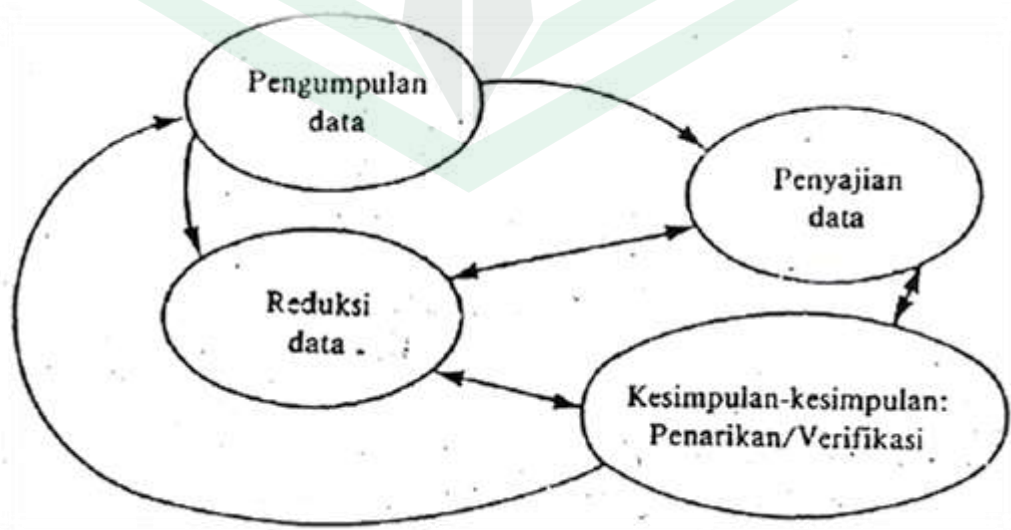 Pengumpulan
data
Penyajian
data
Reduksi
data
Kesimpulan-kesimpulan:
Penarikan/Verifikasi